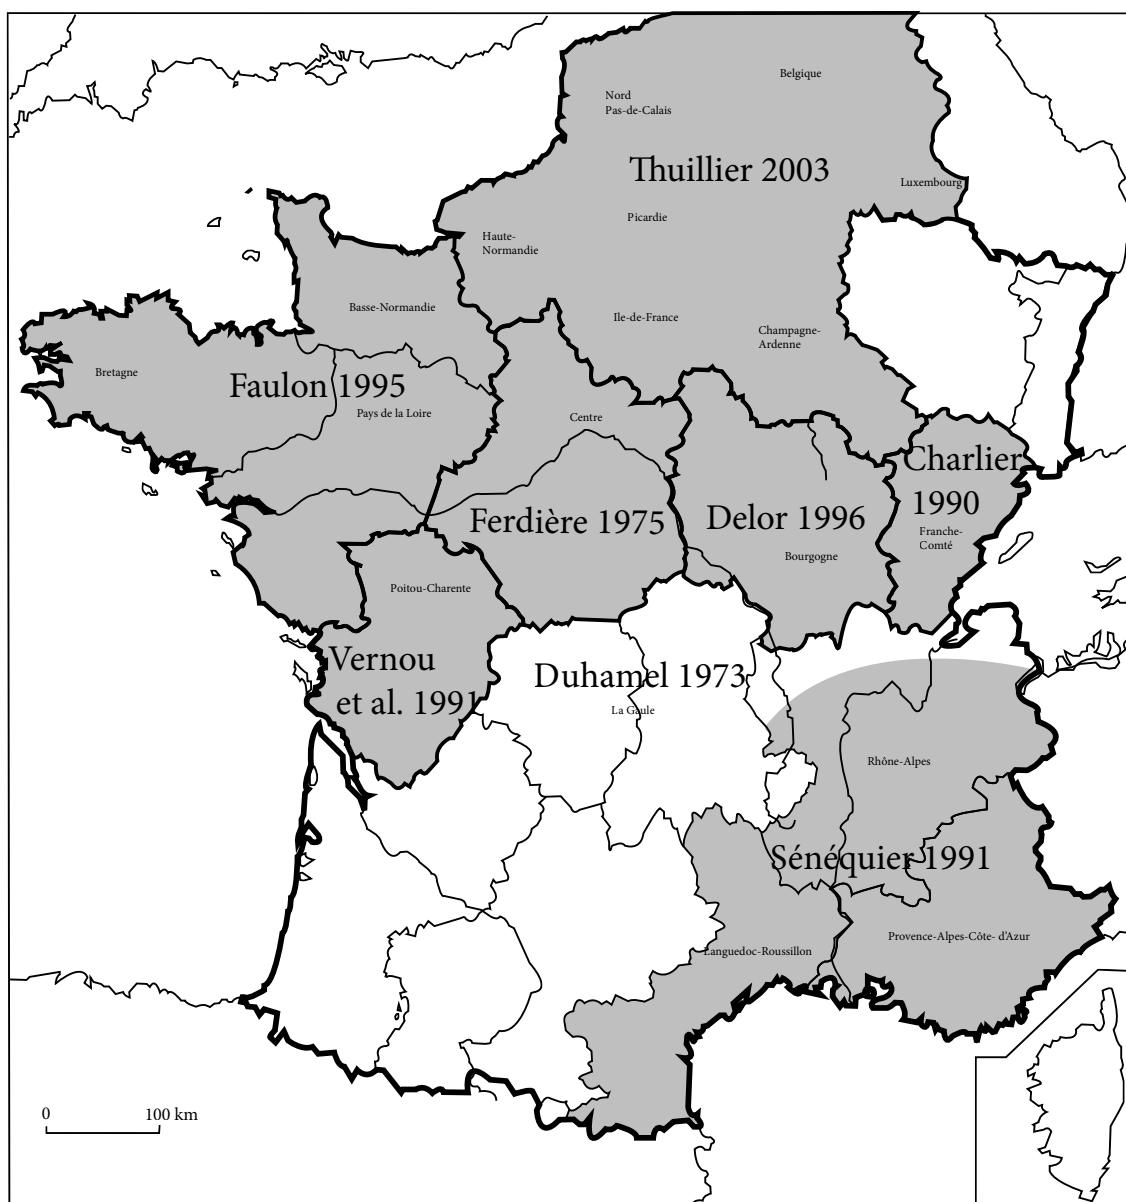 Belgique
Nord
Pas-de-Calais
Thuillier 2003
Luxembourg
Picardie
Haute-
Normandie
Basse-Normandie
Ile-de-France
Champagne-
Ardenne
Bretagne
Faulon 1995
Pays de la Loire
Centre
Charlier
1990
Ferdière 1975
Delor 1996
Franche-
Comté
Bourgogne
Poitou-Charente
Vernou
et al. 1991
Duhamel 1973
La Gaule
Rhône-Alpes
Sénéquier 1991
Provence-Alpes-Côte- d'Azur
Languedoc-Roussillon
0 100 km